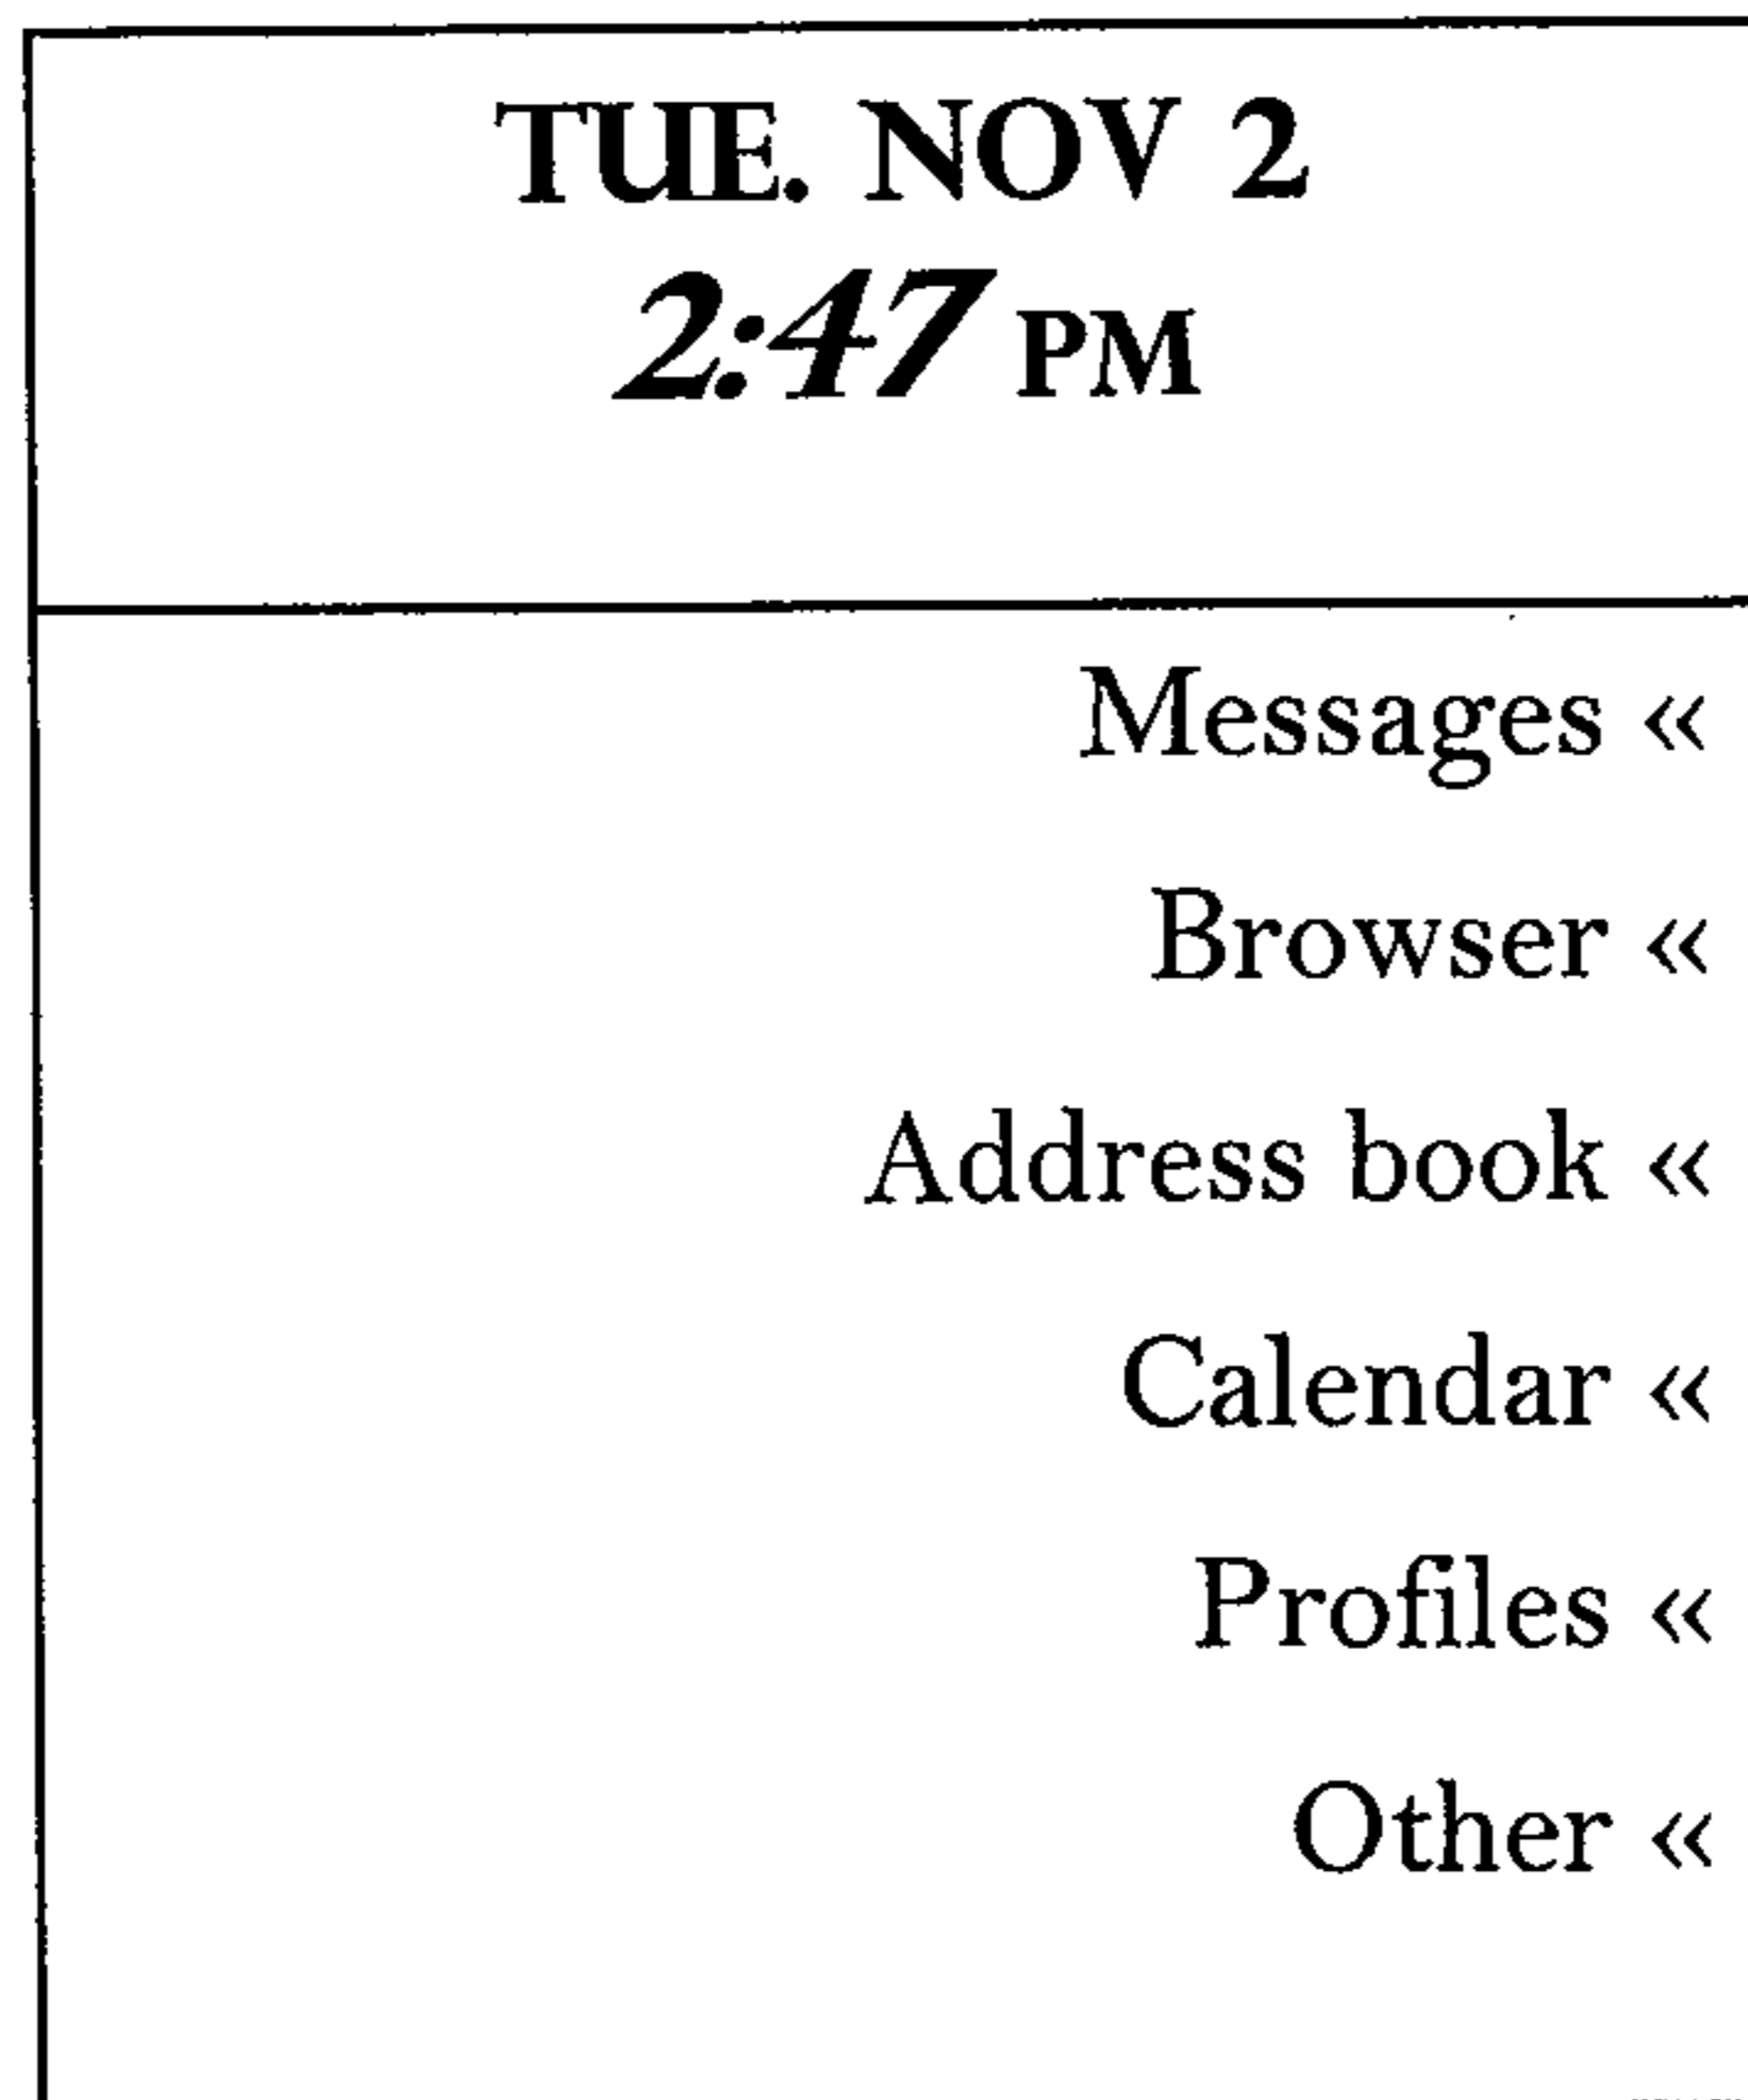 TUE. NOV 2
2:47 PM
Messages «
Browser «
Address book «
Calendar «
Profiles «
Other «